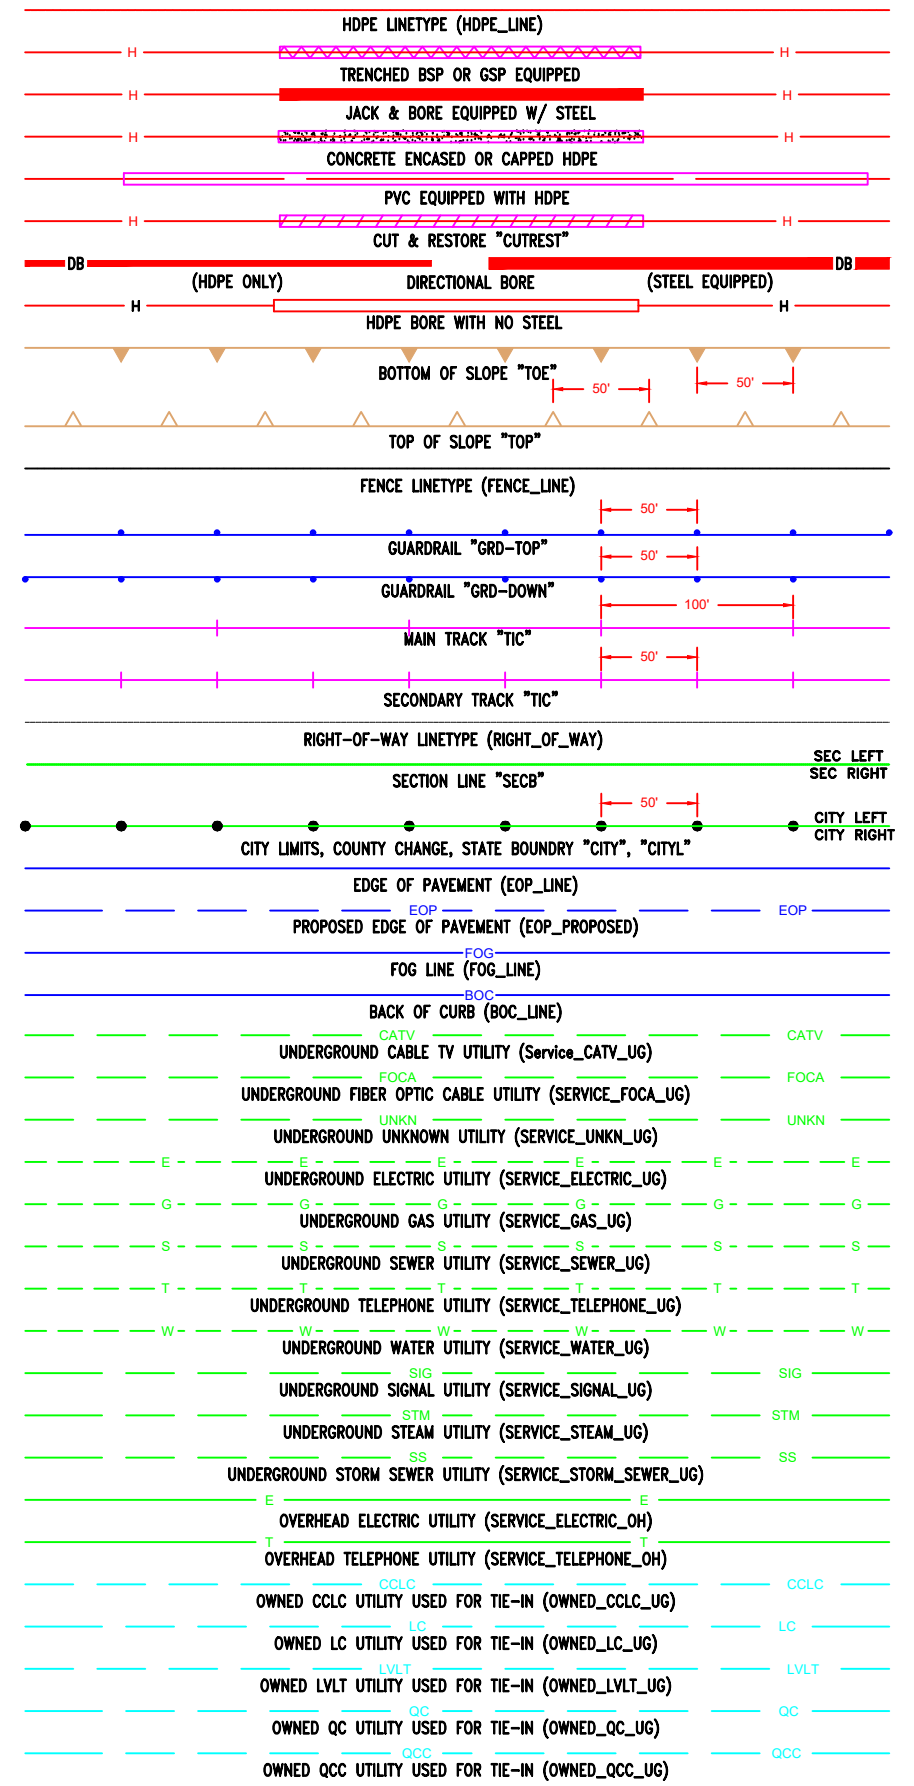 HDPE LINETYPE (HDPE_LINE)
H H
TRENCHED BSP OR GSP EQUIPPED
H H
JACK & BORE EQUIPPED W/ STEEL
H H
CONCRETE ENCASED OR CAPPED HDPE
PVC EQUIPPED WITH HDPE
H H
CUT & RESTORE "CUTREST"
DB DB
(HDPE ONLY) DIRECTIONAL BORE (STEEL EQUIPPED)
H H
HDPE BORE WITH NO STEEL
BOTTOM OF SLOPE "TOE"
50' 50'
TOP OF SLOPE "TOP"
FENCE LINETYPE (FENCE_LINE)
50'
GUARDRAIL "GRD-TOP"
50'
GUARDRAIL "GRD-DOWN"
100'
MAIN TRACK "TIC"
50'
SECONDARY TRACK "TIC"
RIGHT-OF-WAY LINETYPE (RIGHT_OF_WAY)
SEC LEFT
SEC RIGHT
SECTION LINE "SECB"
50'
CITY LEFT
CITY RIGHT
CITY LIMITS, COUNTY CHANGE, STATE BOUNDRY "CITY", "CITYL"
EDGE OF PAVEMENT (EOP_LINE)
EOP EOP
PROPOSED EDGE OF PAVEMENT (EOP_PROPOSED)
FOG
FOG LINE (FOG_LINE)
BOC
BACK OF CURB (BOC_LINE)
CATV CATV
UNDERGROUND CABLE TV UTILITY (Service_CATV_UG)
FOCA FOCA
UNDERGROUND FIBER OPTIC CABLE UTILITY (SERVICE_FOCA_UG)
UNKN UNKN
UNDERGROUND UNKNOWN UTILITY (SERVICE_UNKN_UG)
E E E E E E
UNDERGROUND ELECTRIC UTILITY (SERVICE_ELECTRIC_UG)
G G G G G G
UNDERGROUND GAS UTILITY (SERVICE_GAS_UG)
S S S S S S
UNDERGROUND SEWER UTILITY (SERVICE_SEWER_UG)
T T T T T T
UNDERGROUND TELEPHONE UTILITY (SERVICE_TELEPHONE_UG)
W W W W W W
UNDERGROUND WATER UTILITY (SERVICE_WATER_UG)
SIG SIG
UNDERGROUND SIGNAL UTILITY (SERVICE_SIGNAL_UG)
STM STM
UNDERGROUND STEAM UTILITY (SERVICE_STEAM_UG)
SS SS
UNDERGROUND STORM SEWER UTILITY (SERVICE_STORM_SEWER_UG)
E E
OVERHEAD ELECTRIC UTILITY (SERVICE_ELECTRIC_OH)
T T
OVERHEAD TELEPHONE UTILITY (SERVICE_TELEPHONE_OH)
CCLC CCLC
OWNED CCLC UTILITY USED FOR TIE-IN (OWNED_CCLC_UG)
LC LC
OWNED LC UTILITY USED FOR TIE-IN (OWNED_LC_UG)
LVLT LVLT
OWNED LVLT UTILITY USED FOR TIE-IN (OWNED_LVLT_UG)
QC QC
OWNED QC UTILITY USED FOR TIE-IN (OWNED_QC_UG)
QCC QCC
OWNED QCC UTILITY USED FOR TIE-IN (OWNED_QCC_UG)